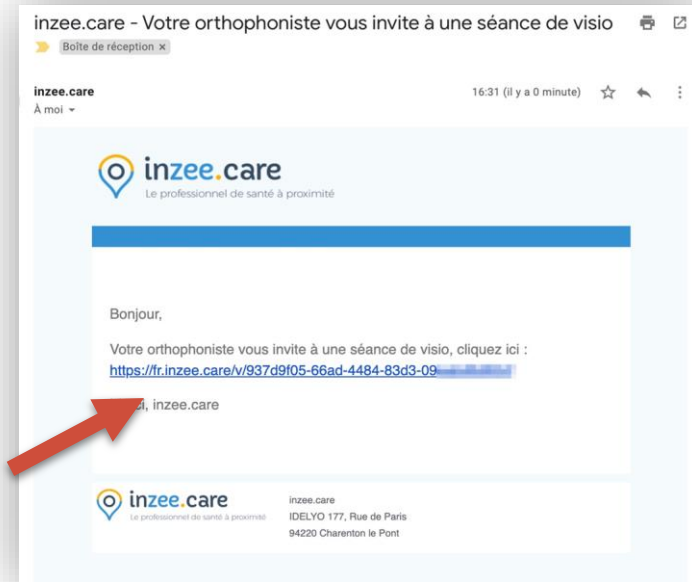 inzee.care - Votre orthophoniste vous invite à une séance de visio
Boîte de réception ×
inzee.care
16:31 (il y a 0 minute)
À moi
inzee.care
Le professionnel de santé à proximité
Bonjour,
Votre orthophoniste vous invite à une séance de visio, cliquez ici :
https://fr.inzee.care/v/937d9f05-66ad-4484-83d3-09
inzee.care
inzee.care
Le professionnel de santé à proximité
inzee.care
IDELYO 177, Rue de Paris
94220 Charenton le Pont